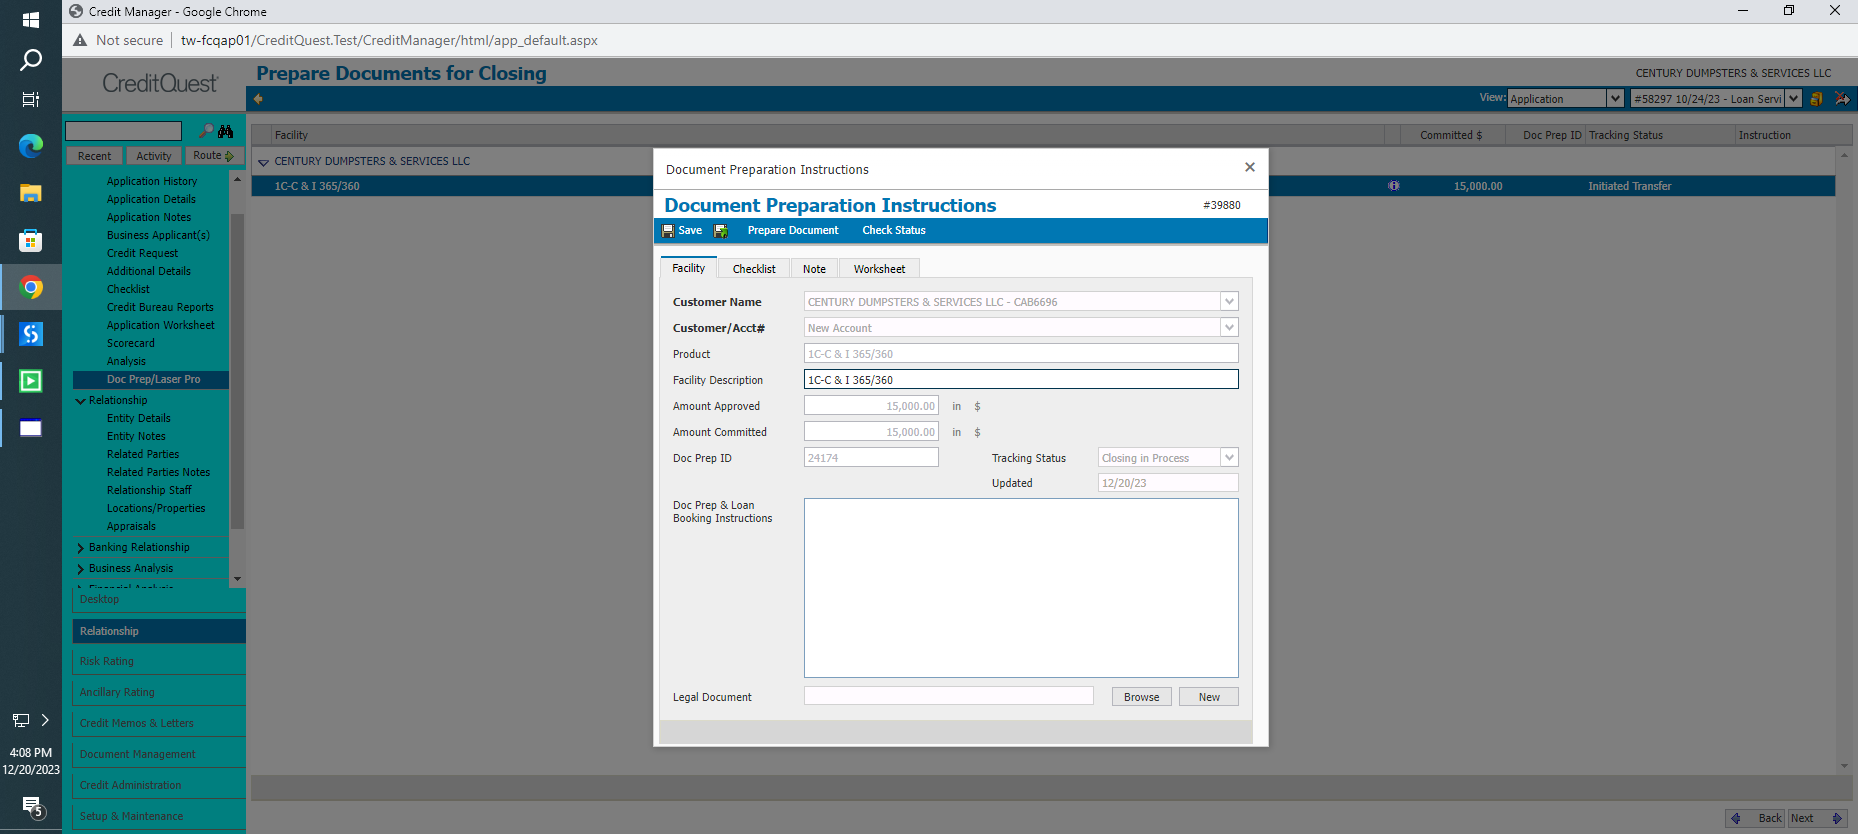 Credit Manager - Google Chrome
Not secure tw-fcqap01/CreditQuest.Test/CreditManager/html/app_default.aspx
CreditQuest
Prepare Documents for Closing
CENTURY DUMPSTERS & SERVICES LLC
View: Application #58297 10/24/23 - Loan Servi
Recent Activity Route
Facility Committed $ Doc Prep ID Tracking Status Instruction
CENTURY DUMPSTERS & SERVICES LLC
1C-C & I 365/360 15,000.00 Initiated Transfer
Application History
Application Details
Application Notes
Business Applicant(s)
Credit Request
Additional Details
Checklist
Credit Bureau Reports
Application Worksheet
Scorecard
Analysis
Doc Prep/Laser Pro
Relationship
Entity Details
Entity Notes
Related Parties
Related Parties Notes
Relationship Staff
Locations/Properties
Appraisals
Banking Relationship
Business Analysis
Financial Analysis
Desktop
Relationship
Risk Rating
Ancillary Rating
Credit Memos & Letters
Document Management
Credit Administration
Setup & Maintenance
Document Preparation Instructions
Document Preparation Instructions #39880
Save Prepare Document Check Status
Facility Checklist Note Worksheet
Customer Name CENTURY DUMPSTERS & SERVICES LLC - CAB6696
Customer/Acct# New Account
Product 1C-C & I 365/360
Facility Description 1C-C & I 365/360
Amount Approved 15,000.00 in $
Amount Committed 15,000.00 in $
Doc Prep ID 24174 Tracking Status Closing in Process
Updated 12/20/23
Doc Prep & Loan
Booking Instructions
Legal Document Browse New
Back Next
4:08 PM
12/20/2023
5